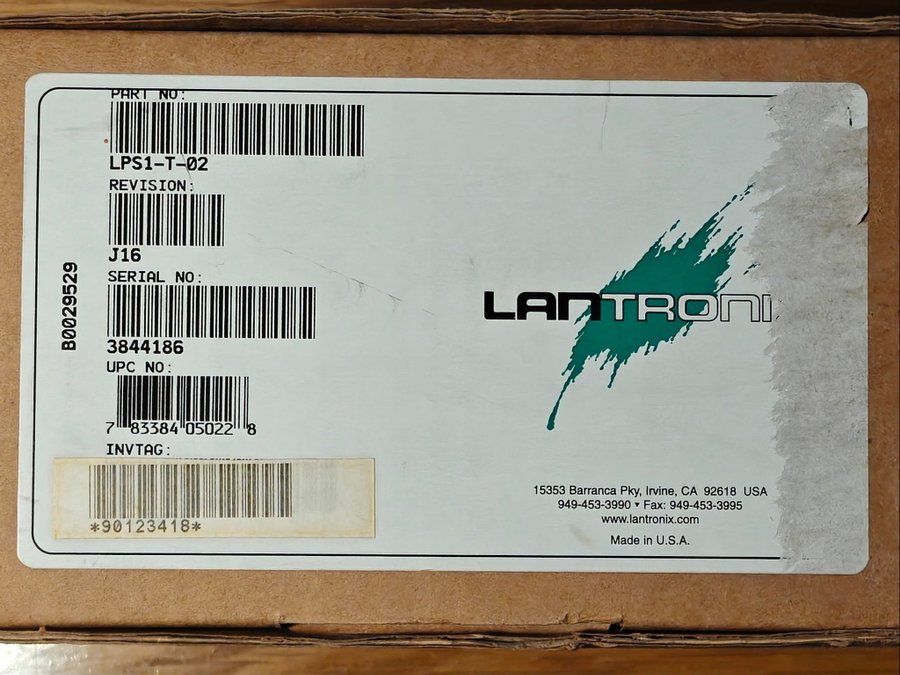 PART NO:
LPS1-T-02
REVISION:
J16
SERIAL NO:
3844186
UPC NO:
7 83384 05022 8
INVTAG:
*90123418*
B0029529
LANTRONIX
15353 Barranca Pky, Irvine, CA 92618 USA
949-453-3990 ▾ Fax: 949-453-3995
www.lantronix.com
Made in U.S.A.